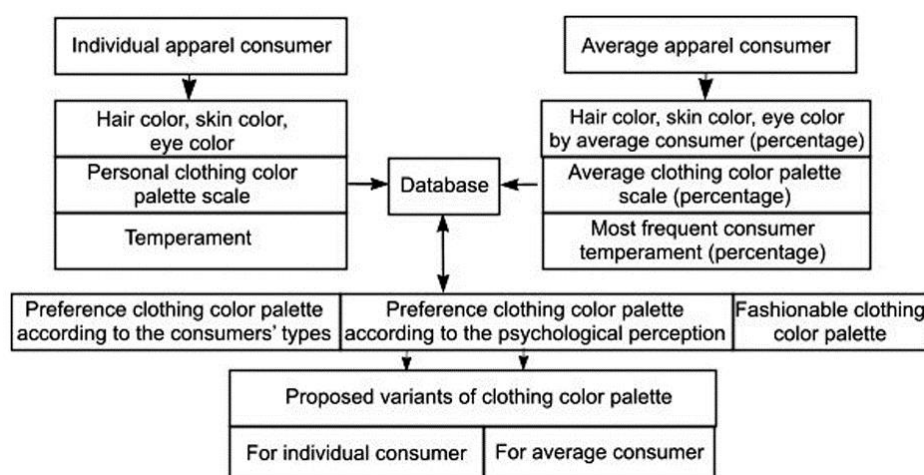 Individual apparel consumer
Average apparel consumer
Hair color, skin color,
eye color
Personal clothing color
palette scale
Temperament
Database
Hair color, skin color, eye color
by average consumer (percentage)
Average clothing color palette
scale (percentage)
Most frequent consumer
temperament (percentage)
Preference clothing color palette
according to the consumers' types
Preference clothing color palette
according to the psychological perception
Fashionable clothing
color palette
Proposed variants of clothing color palette
For individual consumer
For average consumer